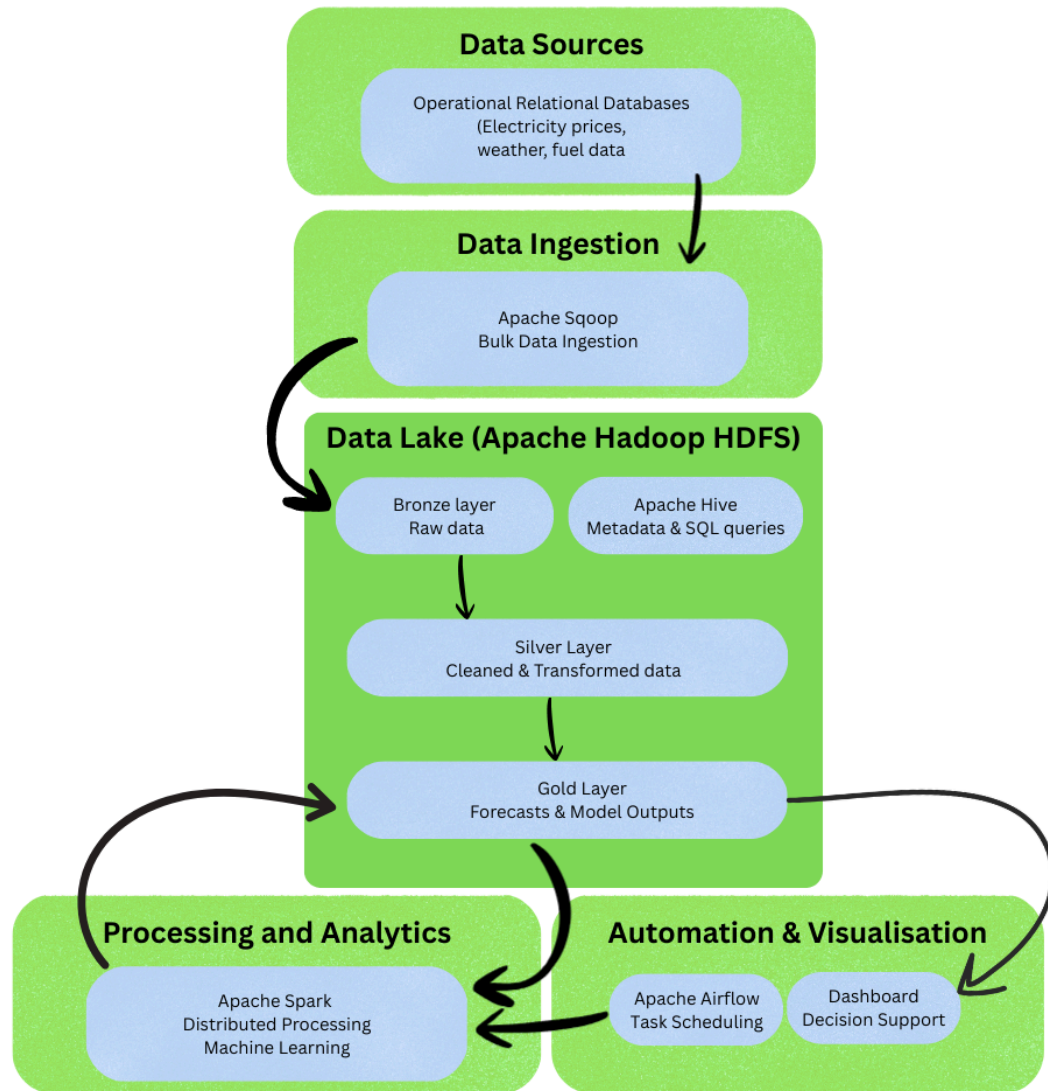 Data Sources
Operational Relational Databases
(Electricity prices,
weather, fuel data
Data Ingestion
Apache Sqoop
Bulk Data Ingestion
Data Lake (Apache Hadoop HDFS)
Bronze layer
Raw data
Apache Hive
Metadata & SQL queries
Silver Layer
Cleaned & Transformed data
Gold Layer
Forecasts & Model Outputs
Processing and Analytics
Apache Spark
Distributed Processing
Machine Learning
Automation & Visualisation
Apache Airflow
Task Scheduling
Dashboard
Decision Support